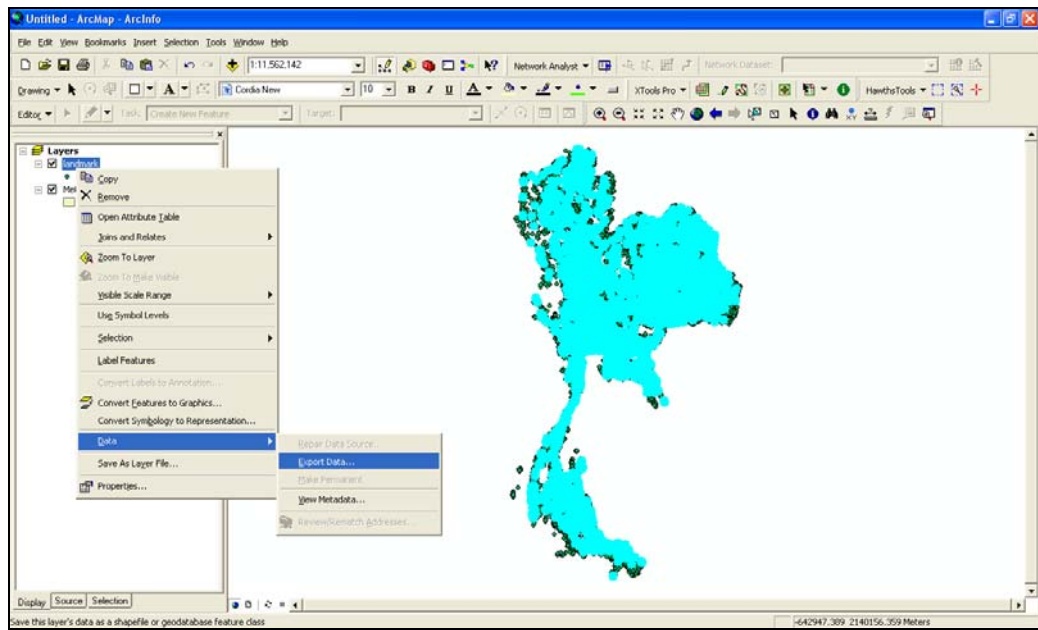 Untitled - ArcMap - ArcInfo
File Edit View Bookmarks Insert Selection Tools Window Help
1:11,562,142 Network Analyst Network Dataset:
Drawing A Cordia New 10 B I U A XTools Pro HawthsTools
Editor Task: Create New Feature Target:
Layers
landmark
Copy
Remove
Open Attribute Table
Joins and Relates
Zoom To Layer
Zoom To Make Visible
Visible Scale Range
Use Symbol Levels
Selection
Label Features
Convert Labels to Annotation...
Convert Features to Graphics...
Convert Symbology to Representation...
Data
Save As Layer File...
Properties...
Repair Data Source...
Export Data...
Make Permanent
View Metadata...
Review/Rematch Addresses...
Display Source Selection
Save this layer's data as a shapefile or geodatabase feature class
-642947.389 2140156.359 Meters